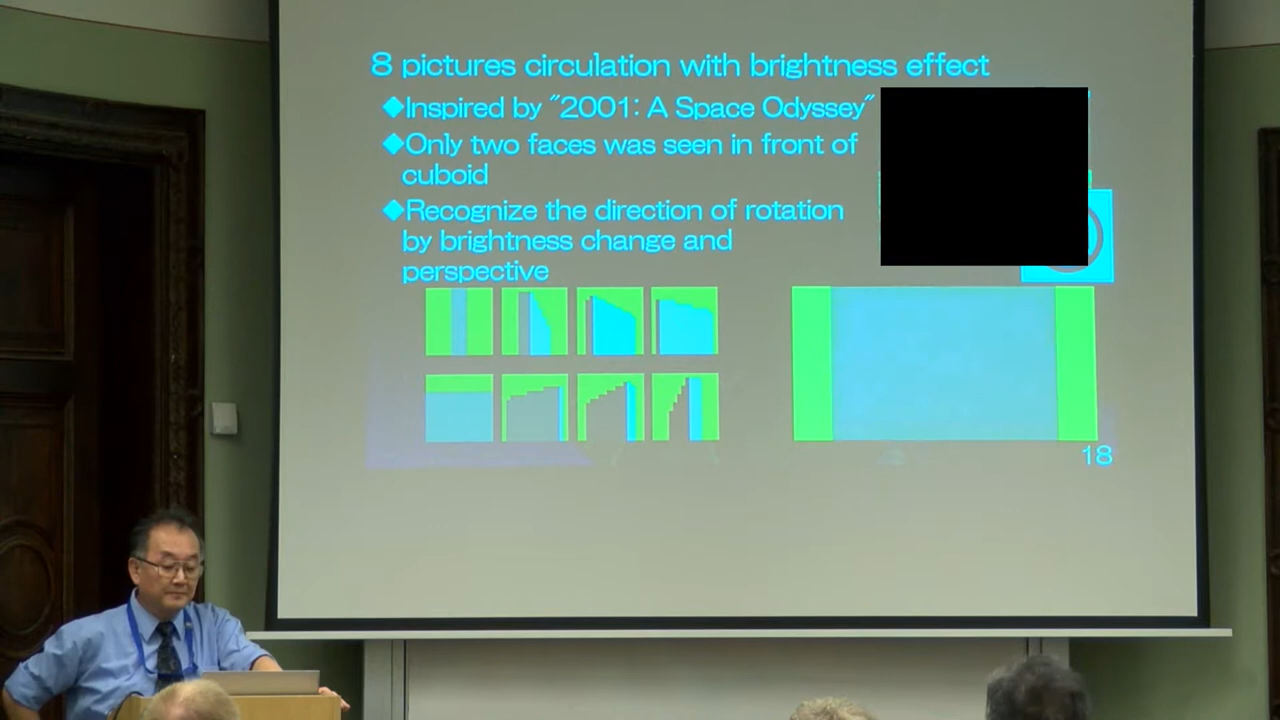 8 pictures circulation with brightness effect
◆Inspired by "2001: A Space Odyssey"
◆Only two faces was seen in front of
cuboid
◆Recognize the direction of rotation
by brightness change and
perspective
18